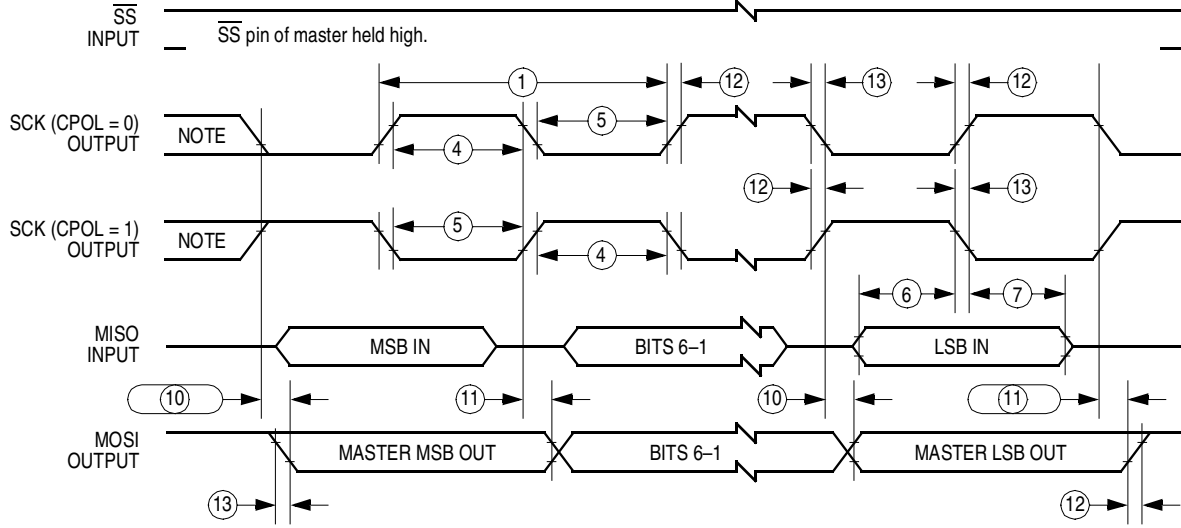 SS
INPUT
SS pin of master held high.
1
12
13
12
SCK (CPOL = 0)
OUTPUT
NOTE
5
4
12
13
SCK (CPOL = 1)
OUTPUT
NOTE
5
4
6
7
MISO
INPUT
MSB IN
BITS 6–1
LSB IN
10
11
10
11
MOSI
OUTPUT
MASTER MSB OUT
BITS 6–1
MASTER LSB OUT
13
12